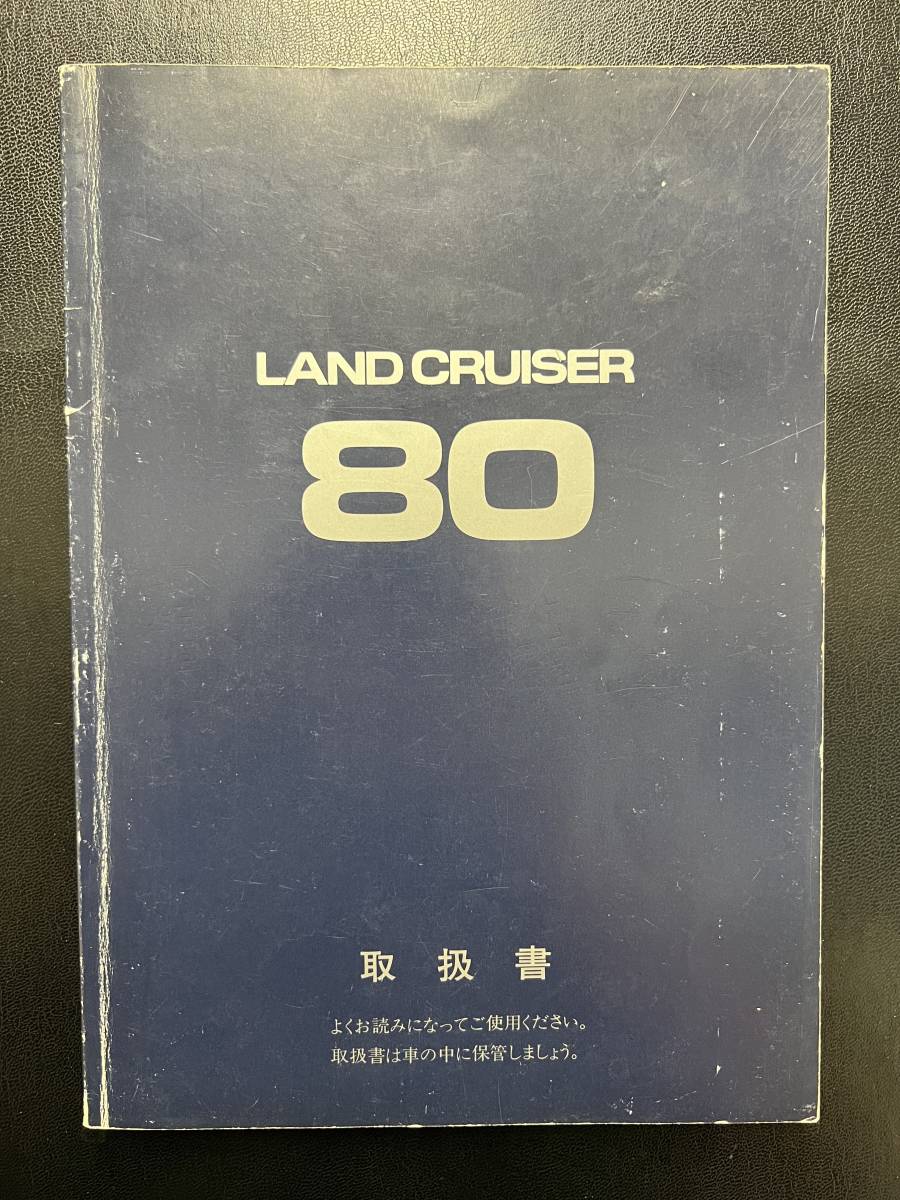 LAND CRUISER
80
取扱書
よくお読みになってご使用ください。
取扱書は車の中に保管しましょう。